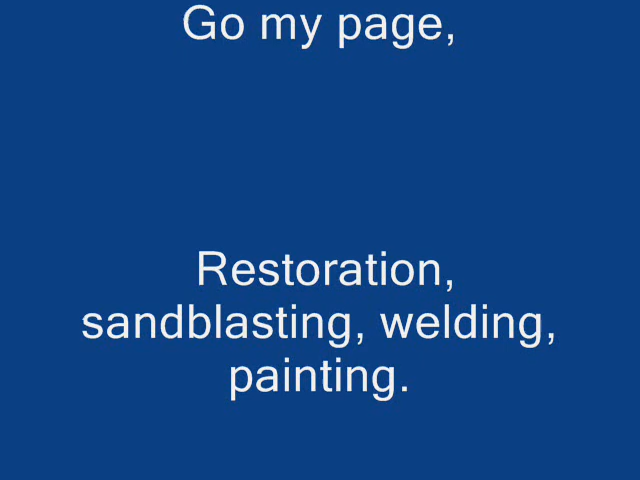 Go my page,
Restoration,
sandblasting, welding,
painting.